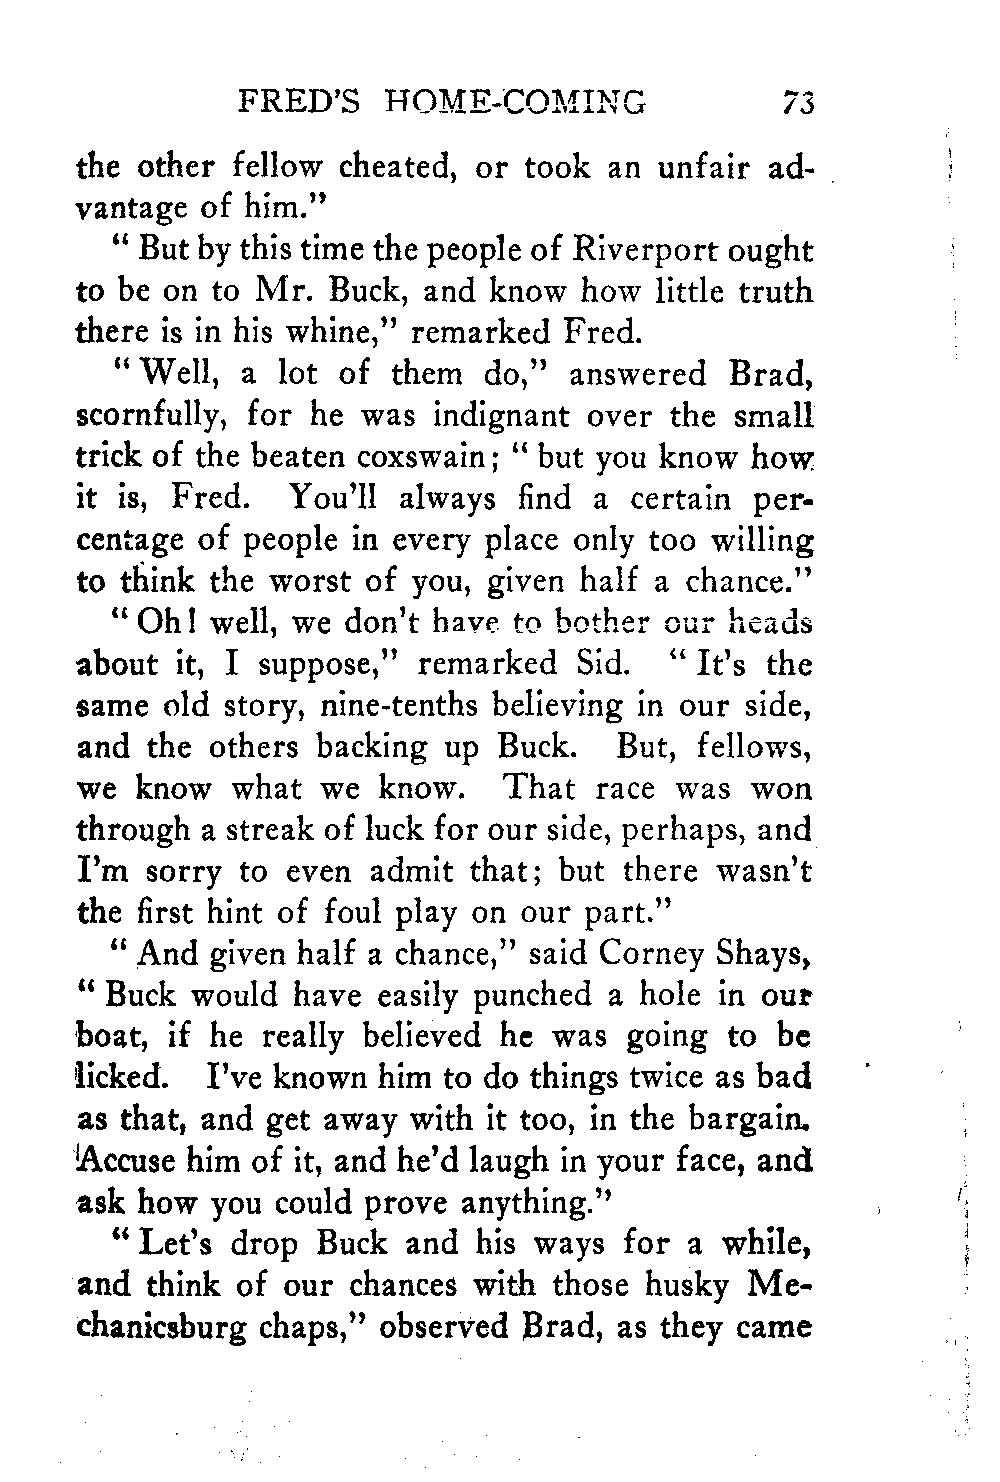 FRED'S HOME-COMING 73
the other fellow cheated, or took an unfair ad-
vantage of him."
" But by this time the people of Riverport ought
to be on to Mr. Buck, and know how little truth
there is in his whine," remarked Fred.
" Well, a lot of them do," answered Brad,
scornfully, for he was indignant over the small
trick of the beaten coxswain; " but you know how
it is, Fred. You'll always find a certain per-
centage of people in every place only too willing
to think the worst of you, given half a chance."
" Oh! well, we don't have to bother our heads
about it, I suppose," remarked Sid. " It's the
same old story, nine-tenths believing in our side,
and the others backing up Buck. But, fellows,
we know what we know. That race was won
through a streak of luck for our side, perhaps, and
I'm sorry to even admit that; but there wasn't
the first hint of foul play on our part."
" And given half a chance," said Corney Shays,
" Buck would have easily punched a hole in our
boat, if he really believed he was going to be
licked. I've known him to do things twice as bad
as that, and get away with it too, in the bargain.
Accuse him of it, and he'd laugh in your face, and
ask how you could prove anything."
" Let's drop Buck and his ways for a while,
and think of our chances with those husky Me-
chanicsburg chaps," observed Brad, as they came